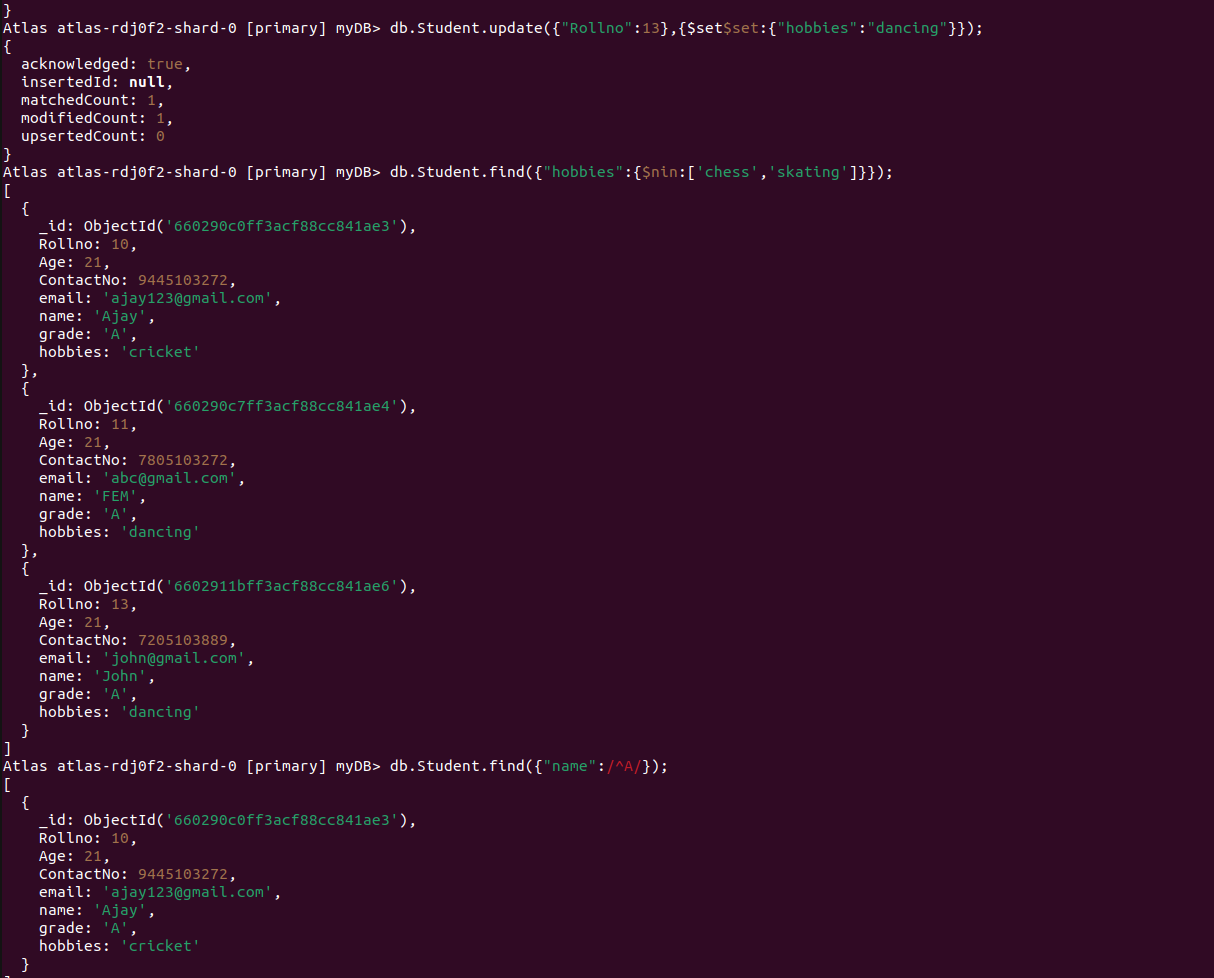 }
Atlas atlas-rdj0f2-shard-0 [primary] myDB> db.Student.update({"Rollno":13},{$set$set:{"hobbies":"dancing"}});
{
  acknowledged: true,
  insertedId: null,
  matchedCount: 1,
  modifiedCount: 1,
  upsertedCount: 0
}
Atlas atlas-rdj0f2-shard-0 [primary] myDB> db.Student.find({"hobbies":{$nin:['chess','skating']}});
[
  {
    _id: ObjectId('660290c0ff3acf88cc841ae3'),
    Rollno: 10,
    Age: 21,
    ContactNo: 9445103272,
    email: 'ajay123@gmail.com',
    name: 'Ajay',
    grade: 'A',
    hobbies: 'cricket'
  },
  {
    _id: ObjectId('660290c7ff3acf88cc841ae4'),
    Rollno: 11,
    Age: 21,
    ContactNo: 7805103272,
    email: 'abc@gmail.com',
    name: 'FEM',
    grade: 'A',
    hobbies: 'dancing'
  },
  {
    _id: ObjectId('6602911bff3acf88cc841ae6'),
    Rollno: 13,
    Age: 21,
    ContactNo: 7205103889,
    email: 'john@gmail.com',
    name: 'John',
    grade: 'A',
    hobbies: 'dancing'
  }
]
Atlas atlas-rdj0f2-shard-0 [primary] myDB> db.Student.find({"name":/^A/});
[
  {
    _id: ObjectId('660290c0ff3acf88cc841ae3'),
    Rollno: 10,
    Age: 21,
    ContactNo: 9445103272,
    email: 'ajay123@gmail.com',
    name: 'Ajay',
    grade: 'A',
    hobbies: 'cricket'
  }